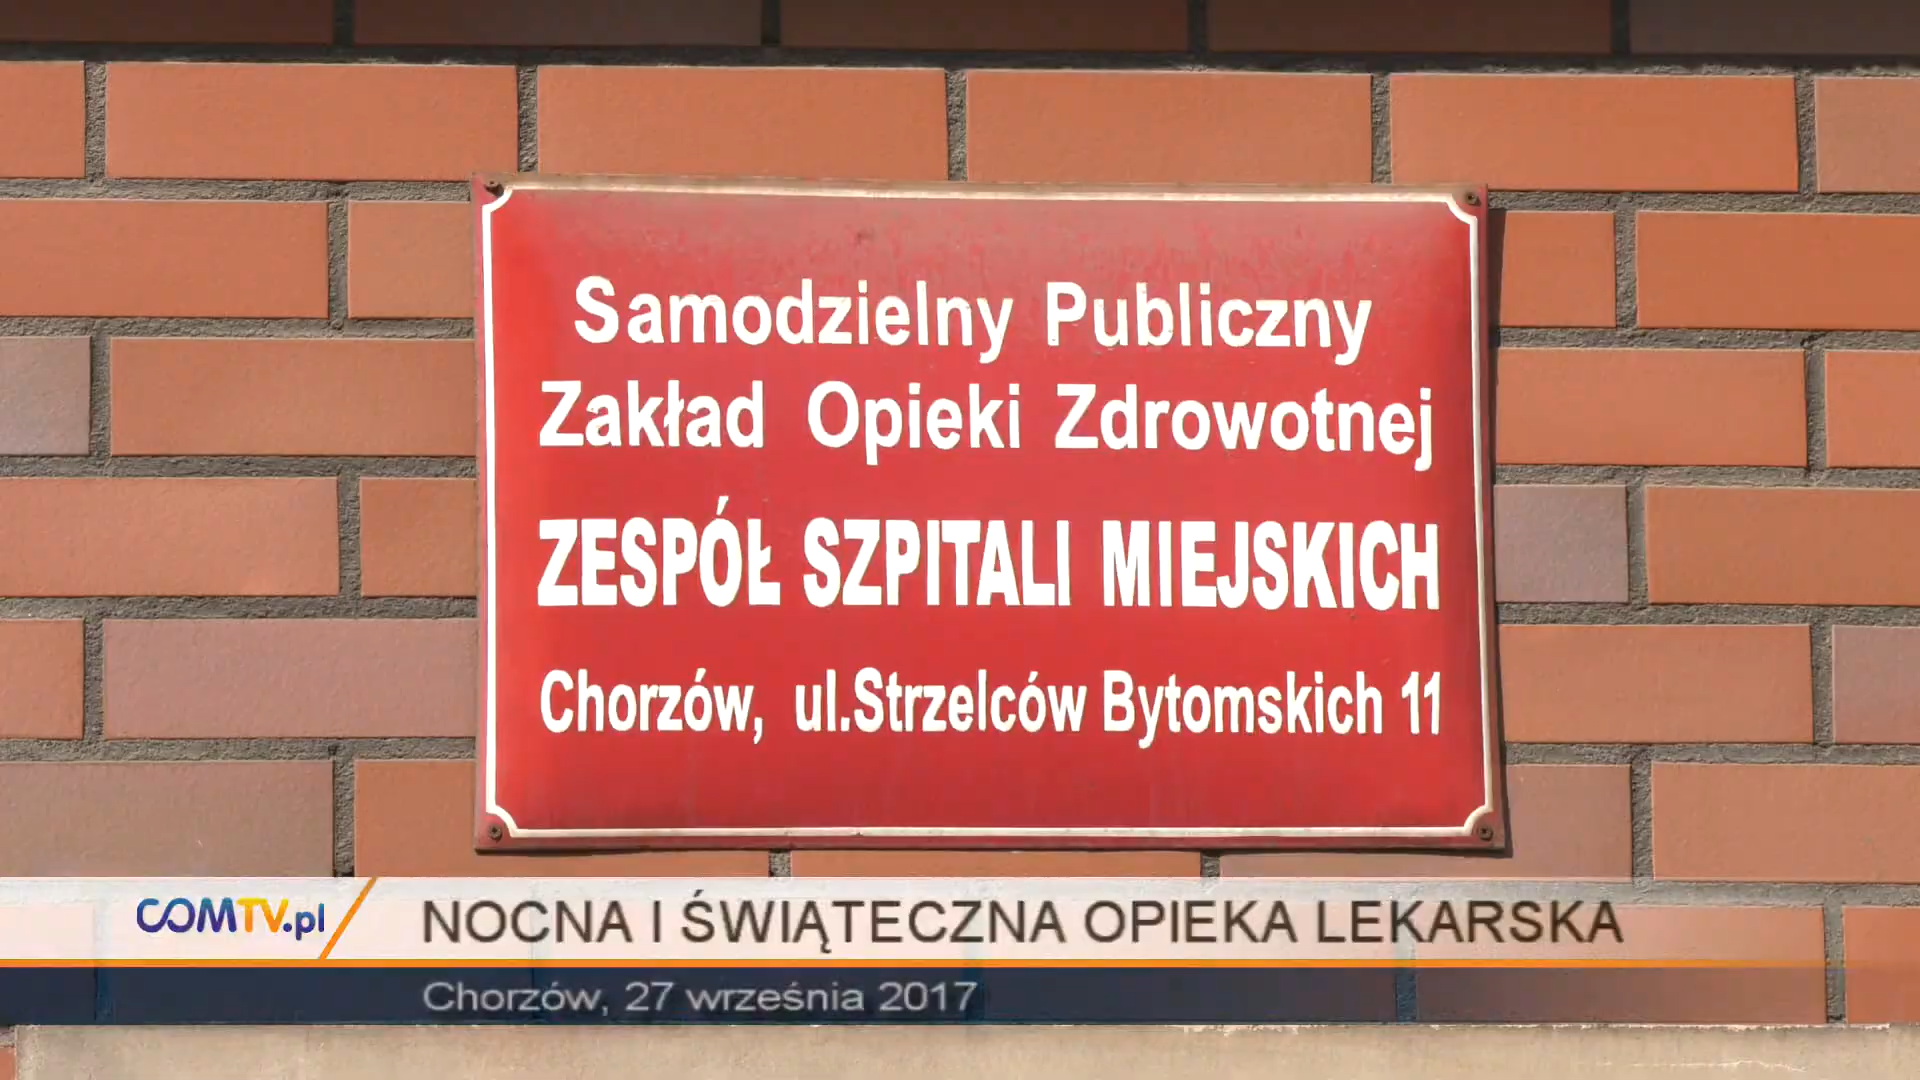 Samodzielny Publiczny
Zakład Opieki Zdrowotnej
ZESPÓŁ SZPITALI MIEJSKICH
Chorzów, ul.Strzelców Bytomskich 11
COMTV.pl
NOCNA I ŚWIĄTECZNA OPIEKA LEKARSKA
Chorzów, 27 września 2017